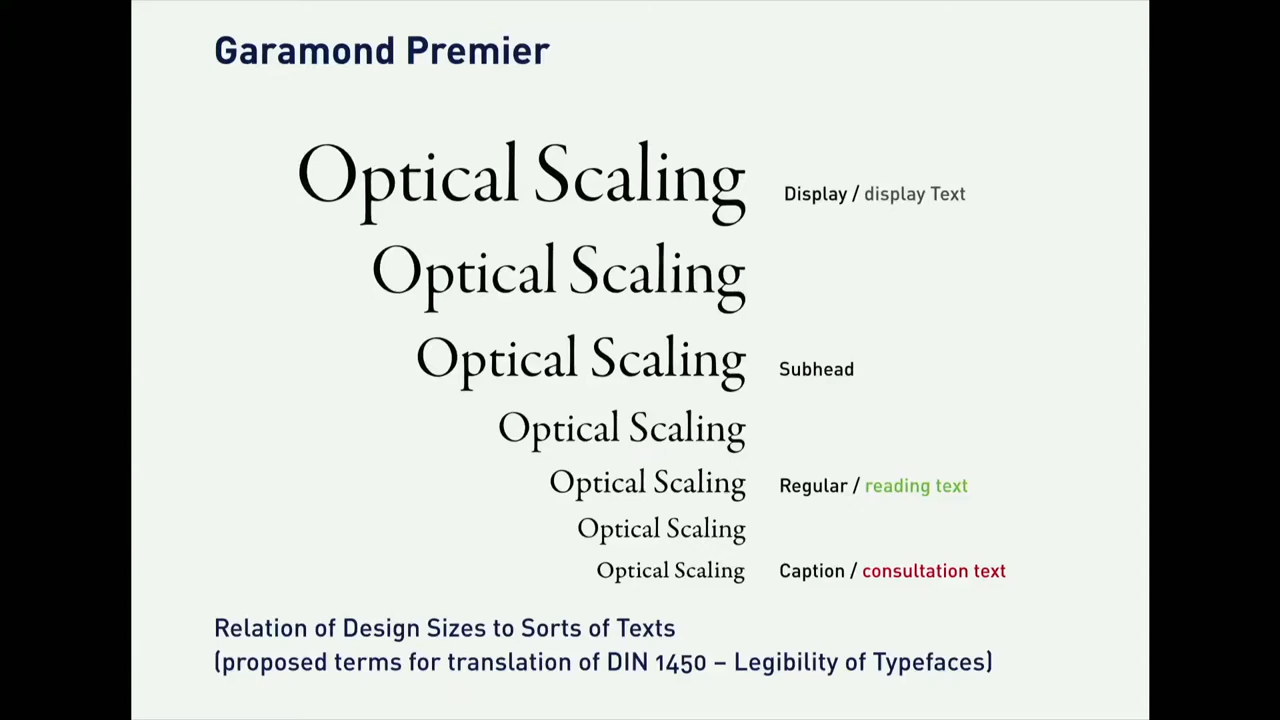 Garamond Premier
Optical Scaling Display / display Text
Optical Scaling
Optical Scaling Subhead
Optical Scaling
Optical Scaling Regular / reading text
Optical Scaling
Optical Scaling Caption / consultation text
Relation of Design Sizes to Sorts of Texts
(proposed terms for translation of DIN 1450 – Legibility of Typefaces)